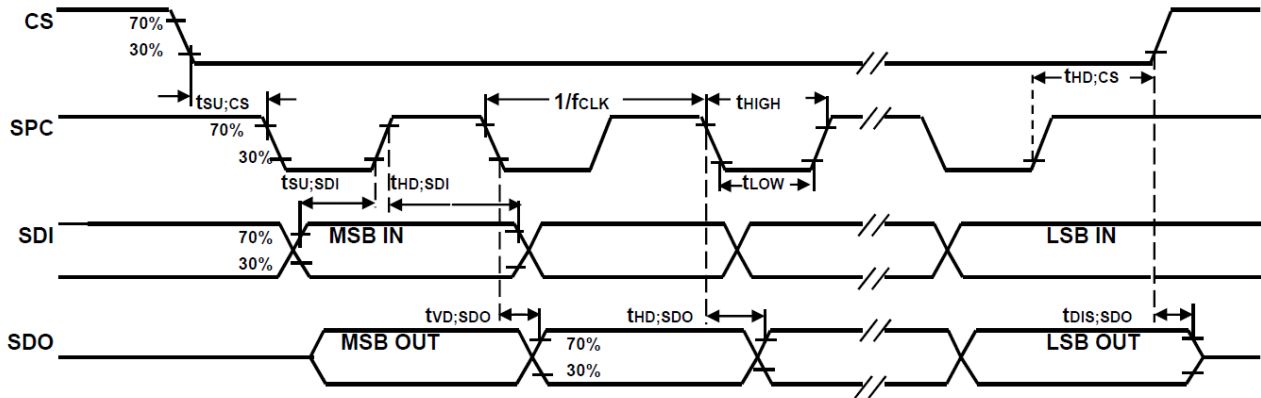 CS
70%
30%
tHD;CS
tSU;CS
1/fCLK
tHIGH
SPC
70%
30%
tLOW
tSU;SDI
tHD;SDI
SDI
70%
30%
MSB IN
LSB IN
tVD;SDO
tHD;SDO
tDIS;SDO
SDO
MSB OUT
70%
30%
LSB OUT